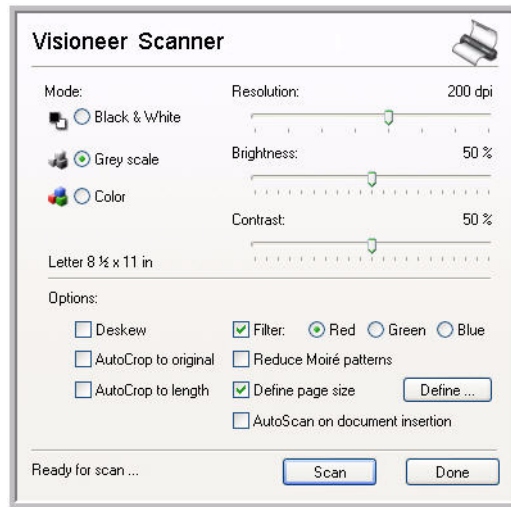 Visioneer Scanner
Mode:
Black & White
Grey scale
Color
Letter 8 ½ x 11 in
Resolution: 200 dpi
Brightness: 50 %
Contrast: 50 %
Options:
Deskew
AutoCrop to original
AutoCrop to length
Filter: Red Green Blue
Reduce Moiré patterns
Define page size Define ...
AutoScan on document insertion
Ready for scan ... Scan Done